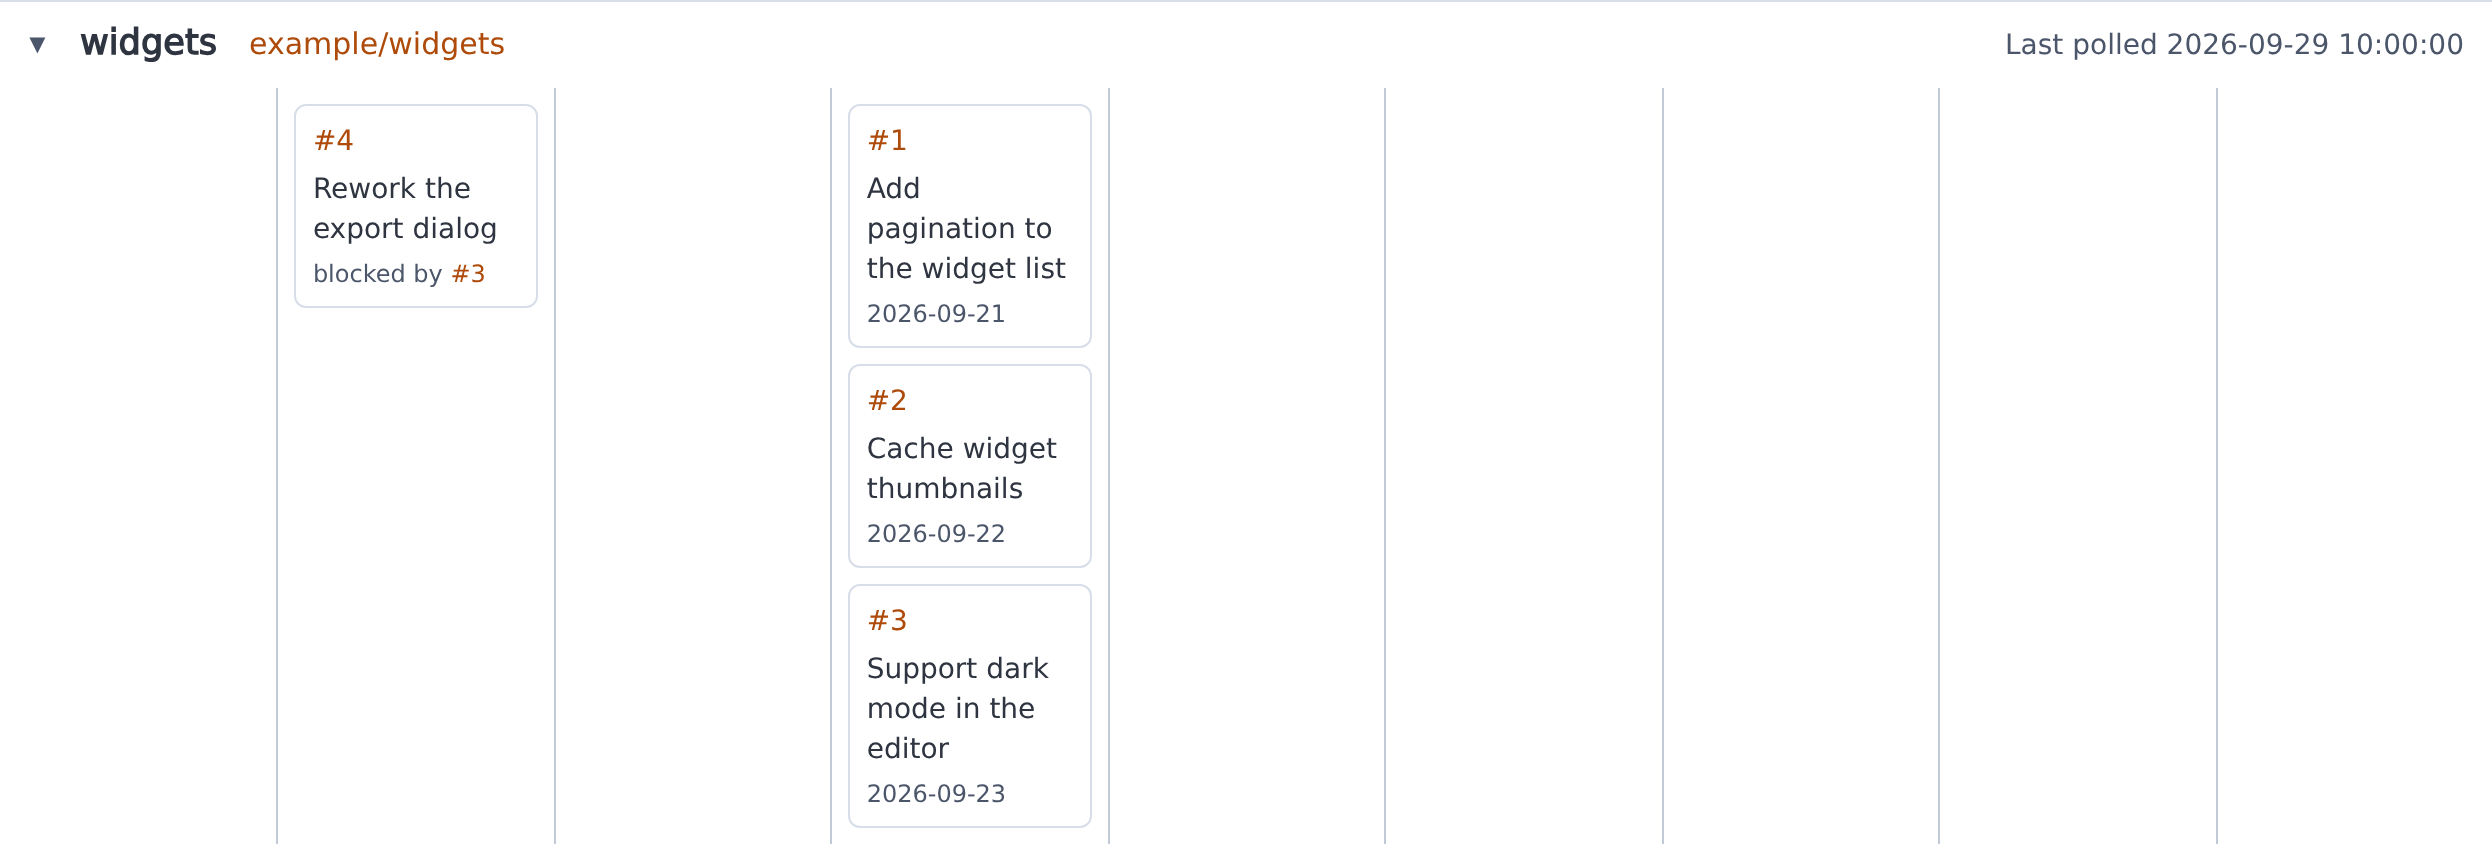 ▼ widgets example/widgets Last polled 2026-09-29 10:00:00
#4
Rework the
export dialog
blocked by #3
#1
Add
pagination to
the widget list
2026-09-21
#2
Cache widget
thumbnails
2026-09-22
#3
Support dark
mode in the
editor
2026-09-23